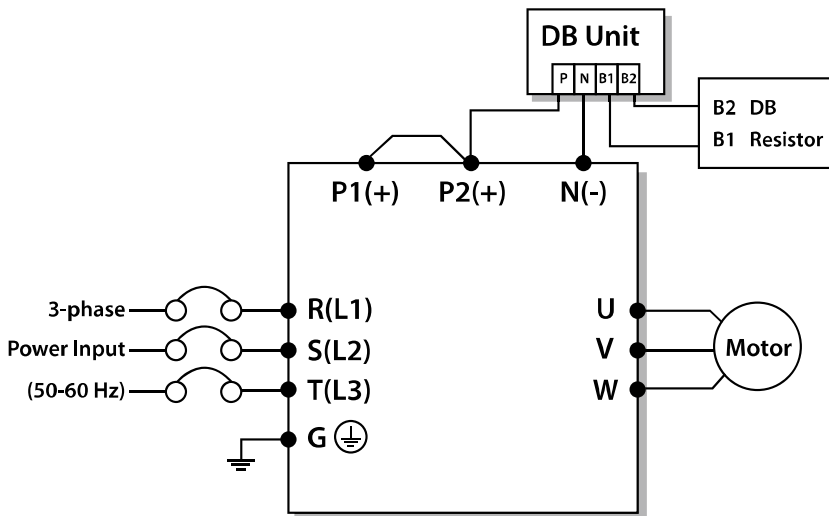 DB Unit
P N B1 B2
B2 DB
B1 Resistor
P1(+) P2(+) N(-)
3-phase R(L1) U
Power Input S(L2) V Motor
(50-60 Hz) T(L3) W
G